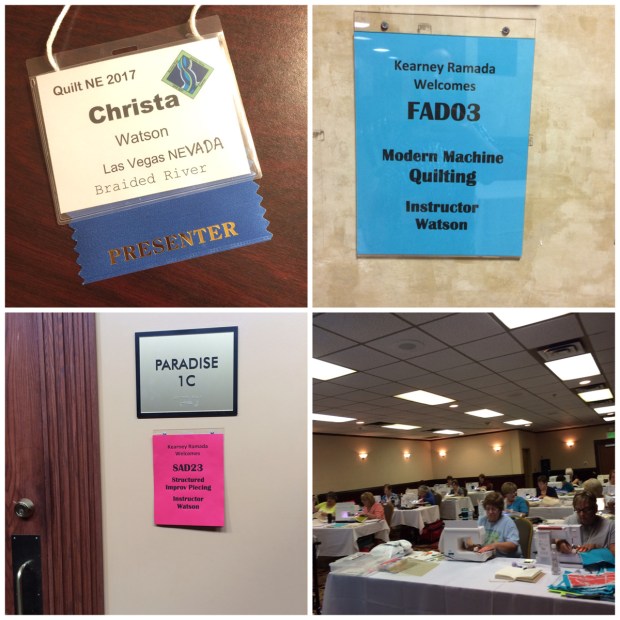 Quilt NE 2017
Christa
Watson
Las Vegas NEVADA
Braided River
PRESENTER
Kearney Ramada
Welcomes
FAD03
Modern Machine
Quilting
Instructor
Watson
PARADISE
1C
Kearney Ramada
Welcomes
SAD23
Structured
Improv Piecing
Instructor
Watson